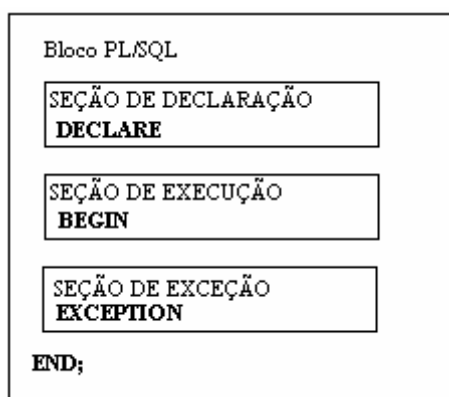 Bloco PL/SQL
SEÇÃO DE DECLARAÇÃO
DECLARE
SEÇÃO DE EXECUÇÃO
BEGIN
SEÇÃO DE EXCEÇÃO
EXCEPTION
END;